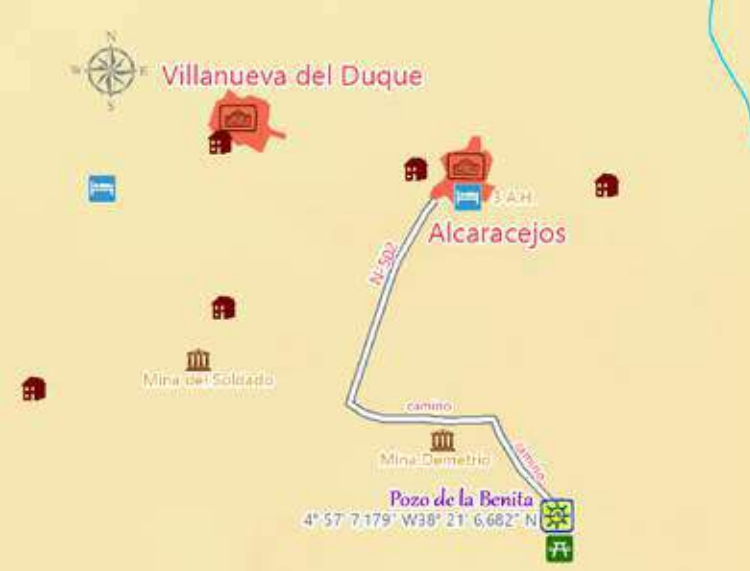 N
W E
S
Villanueva del Duque
3 A.H.
Alcaracejos
N-502
Mina del Soldado
camino
Mina Demetrio
camino
Pozo de la Benita
4° 57' 7,179" W38° 21' 6,682" N